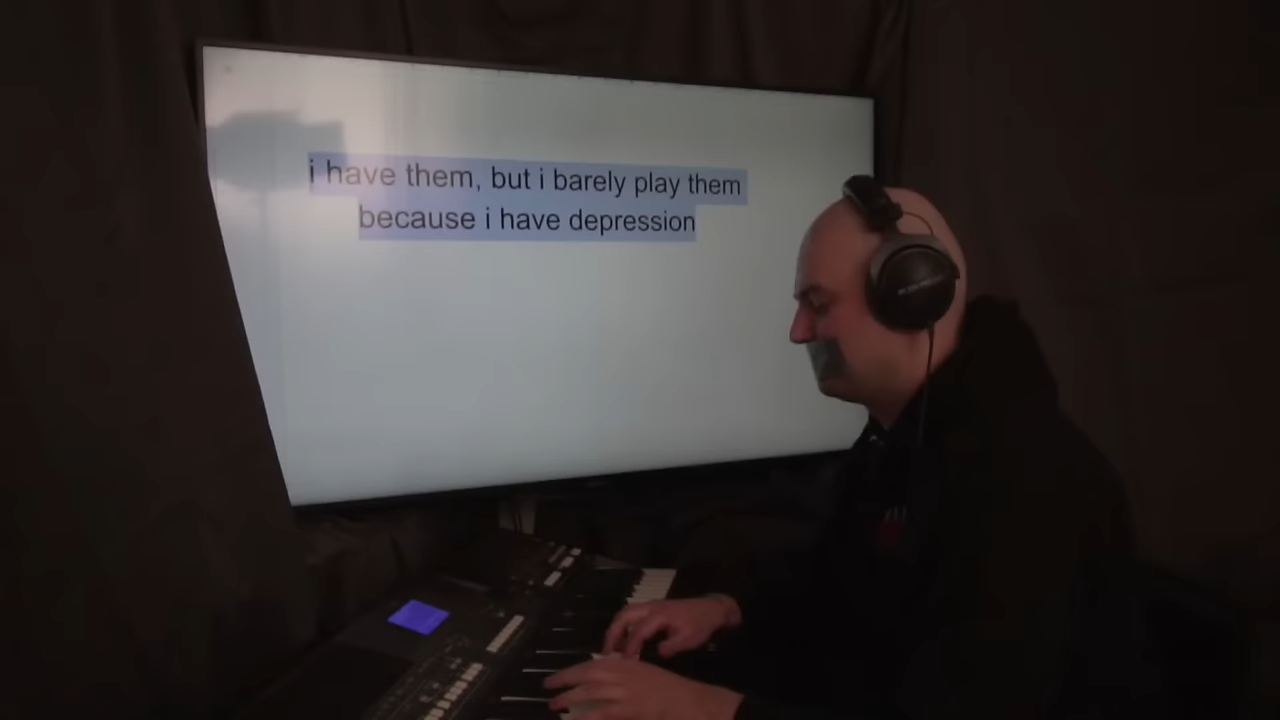 i have them, but i barely play them
because i have depression